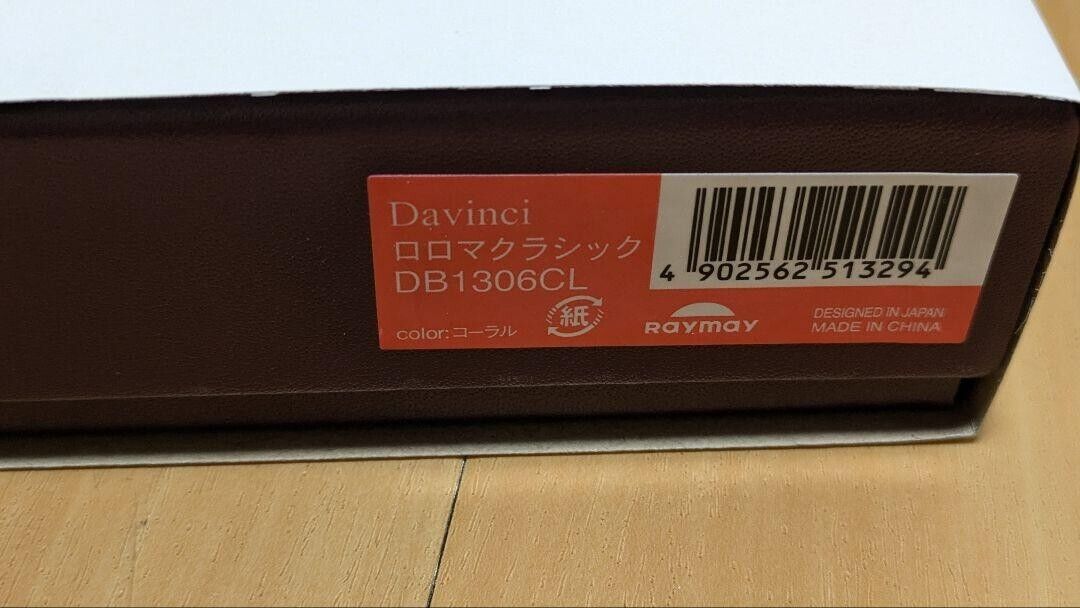 Davinci
ロロマクラシック
DB1306CL
color:コーラル
紙
RAYMAY
4 902562 513294
DESIGNED IN JAPAN
MADE IN CHINA